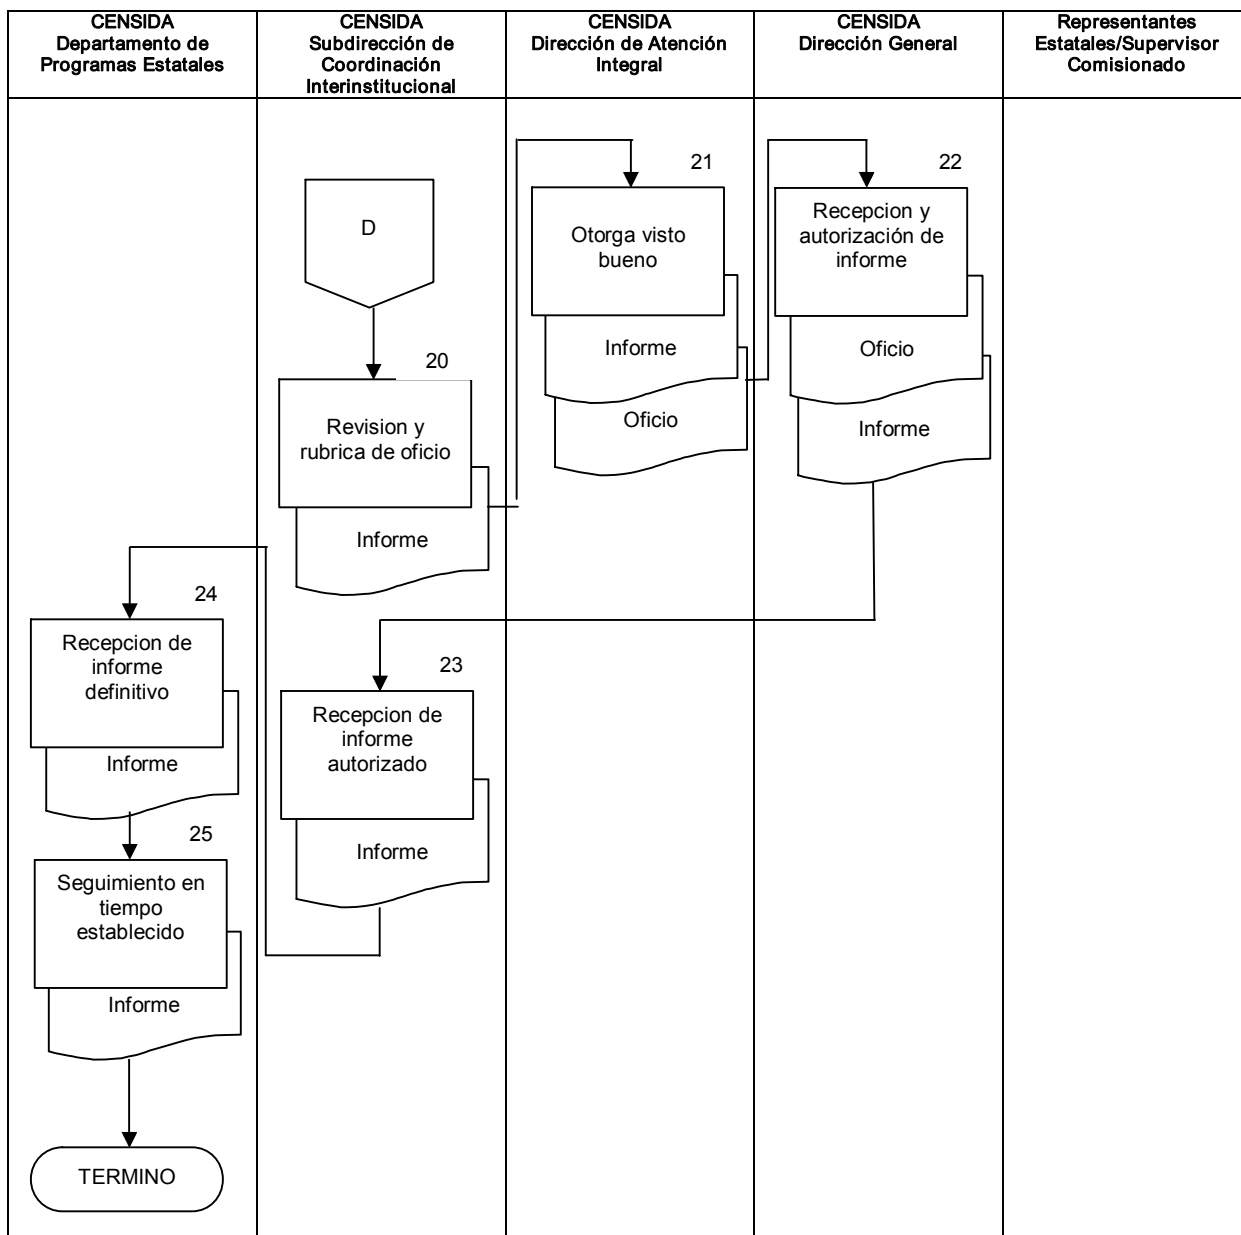 CENSIDA
Departamento de
Programas Estatales
CENSIDA
Subdirección de
Coordinación
Interinstitucional
CENSIDA
Dirección de Atención
Integral
CENSIDA
Dirección General
Representantes
Estatales/Supervisor
Comisionado
D
20
Revision y
rubrica de oficio
Informe
21
Otorga visto
bueno
Informe
Oficio
22
Recepcion y
autorización de
informe
Oficio
Informe
23
Recepcion de
informe
autorizado
Informe
24
Recepcion de
informe
definitivo
Informe
25
Seguimiento en
tiempo
establecido
Informe
TERMINO